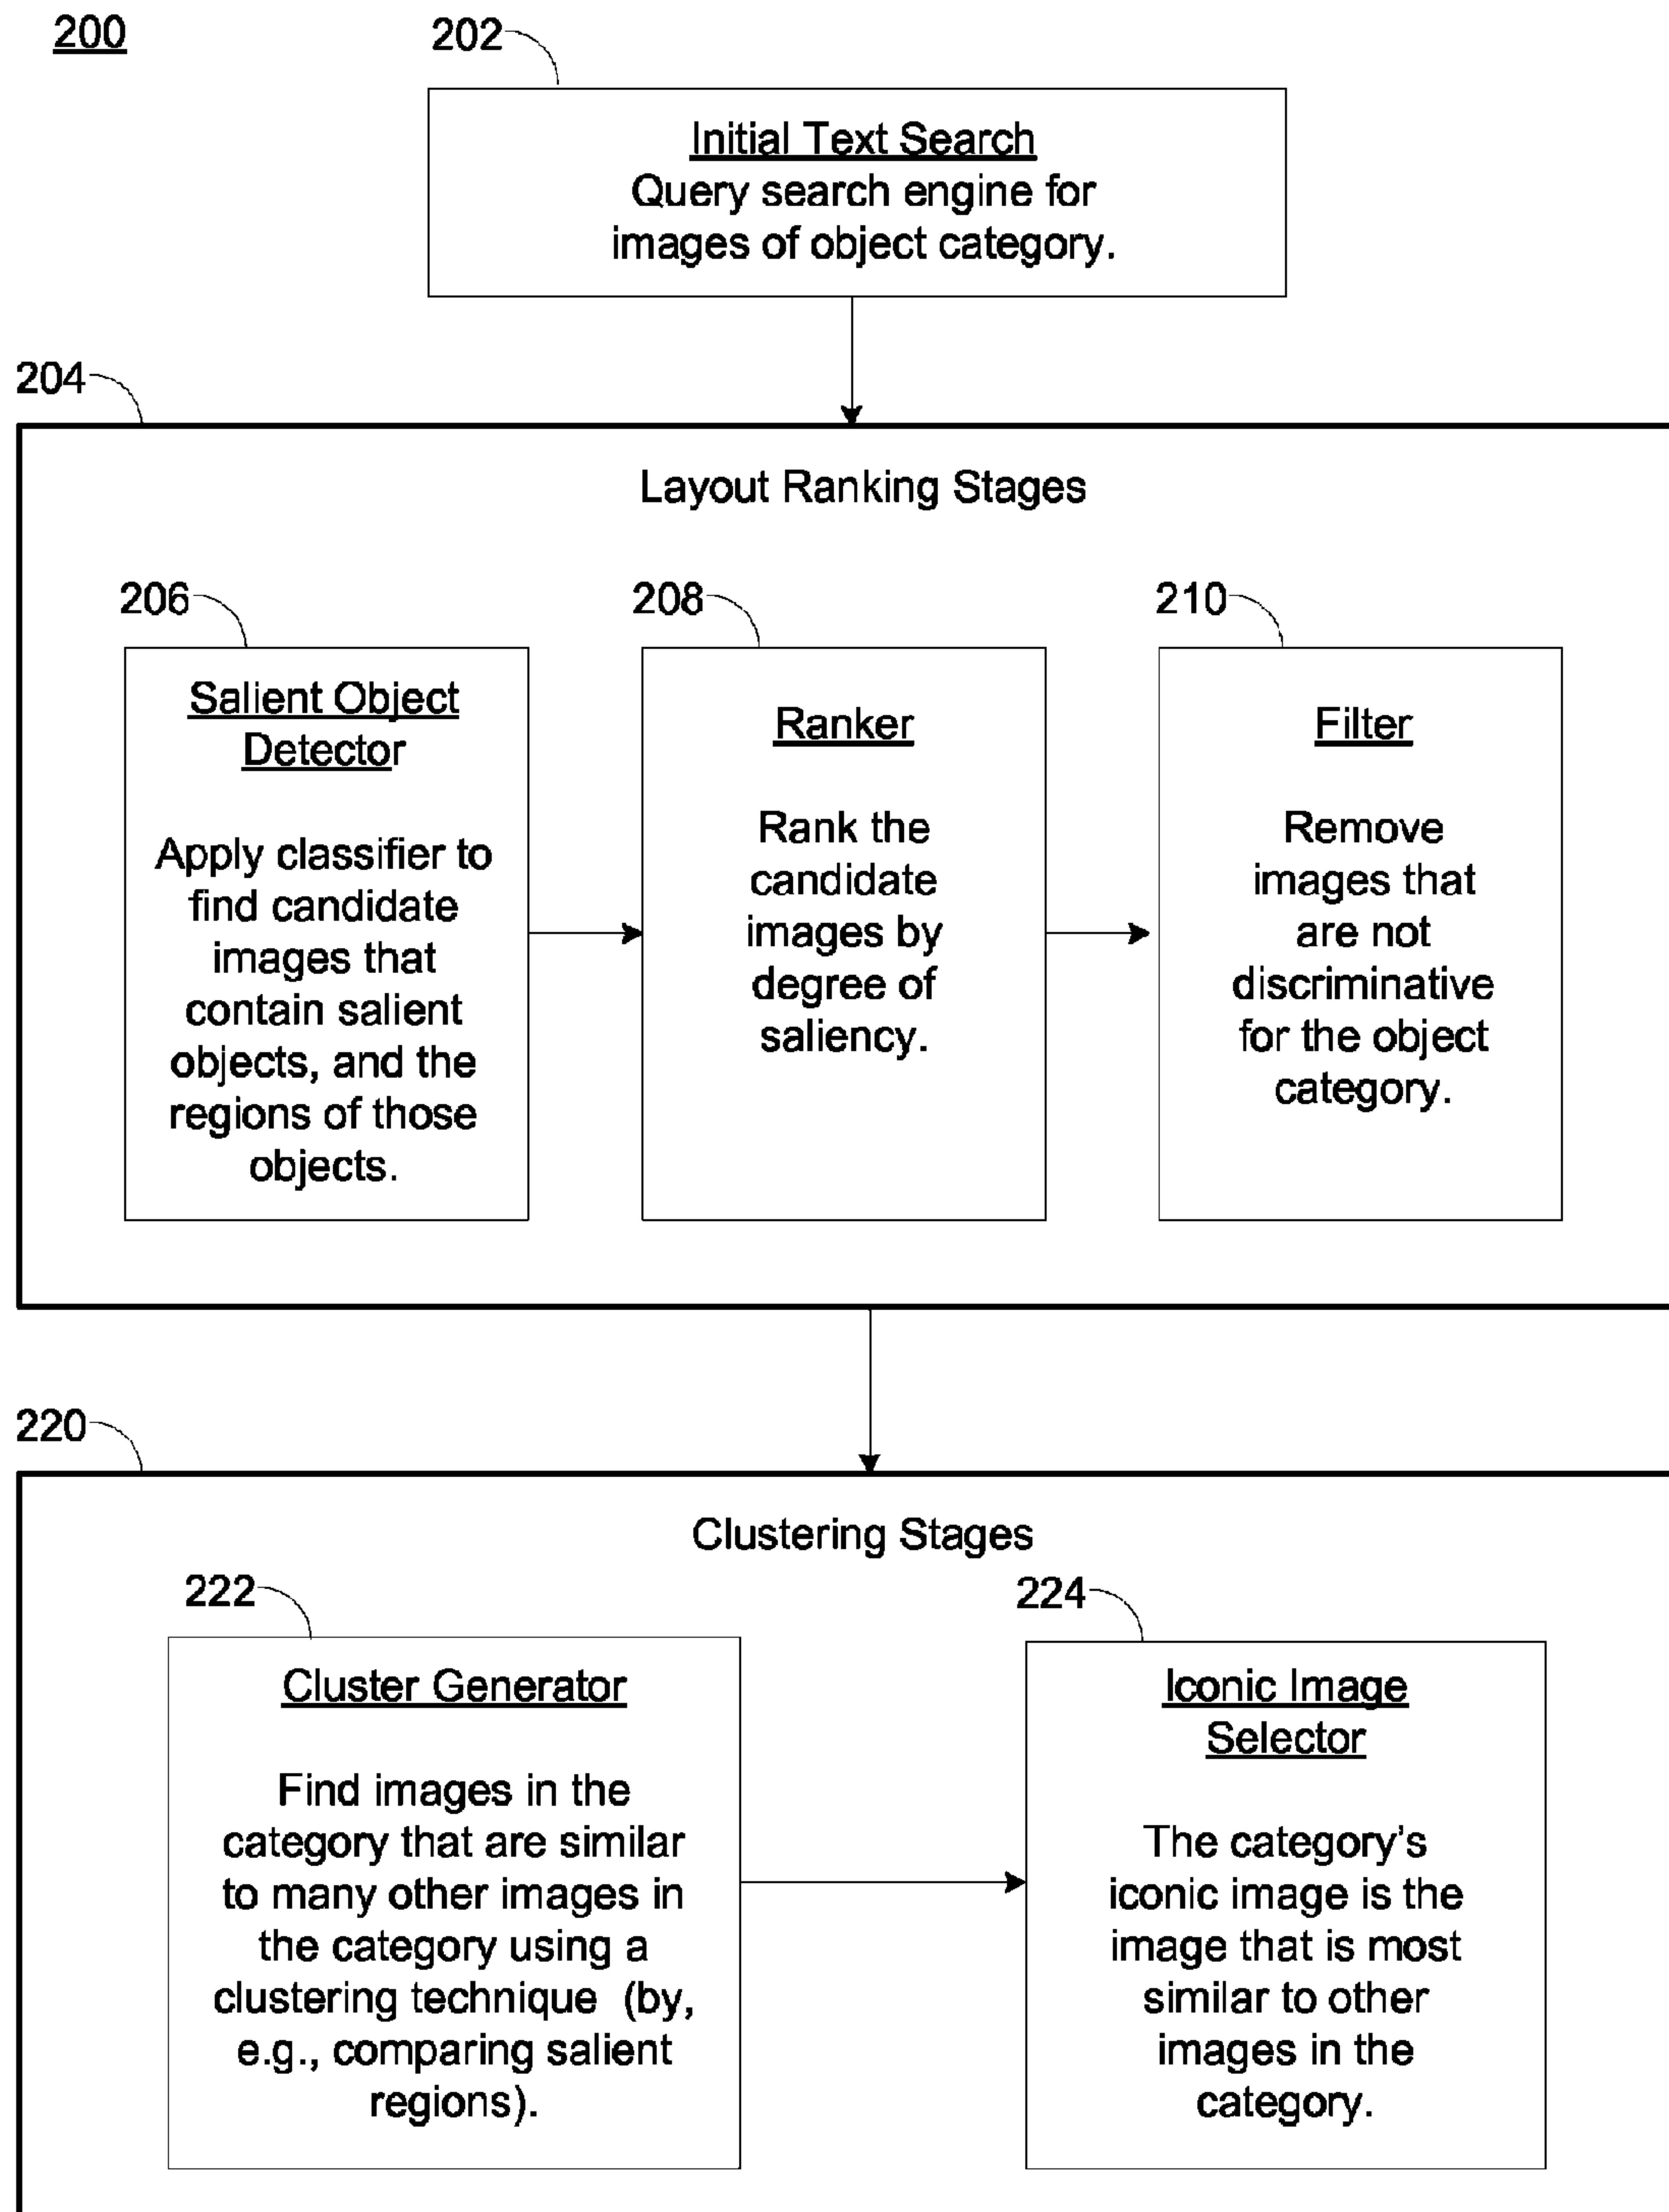 200
202
Initial Text Search
Query search engine for
images of object category.
204
Layout Ranking Stages
206
Salient Object
Detector
Apply classifier to
find candidate
images that
contain salient
objects, and the
regions of those
objects.
208
Ranker
Rank the
candidate
images by
degree of
saliency.
210
Filter
Remove
images that
are not
discriminative
for the object
category.
220
Clustering Stages
222
Cluster Generator
Find images in the
category that are similar
to many other images in
the category using a
clustering technique (by,
e.g., comparing salient
regions).
224
Iconic Image
Selector
The category's
iconic image is the
image that is most
similar to other
images in the
category.